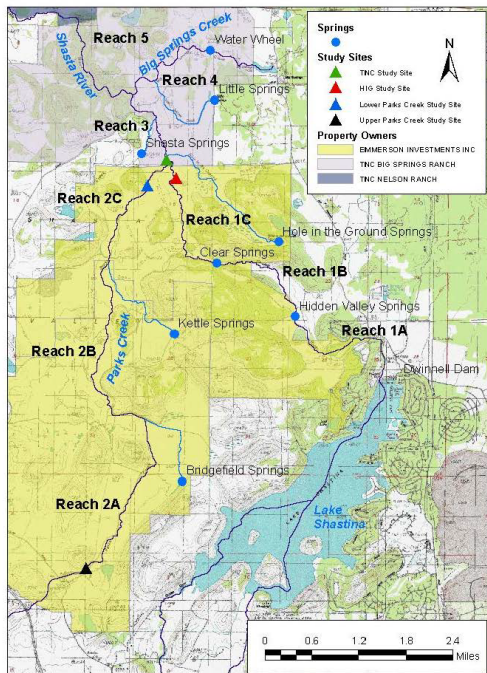 Reach 5
Big Springs Creek
Water Wheel
Shasta River
Reach 4
Little Springs
Reach 3
Shasta Springs
Reach 2C
Reach 1C
Hole in the Ground Springs
Clear Springs
Reach 1B
Hidden Valley Springs
Kettle Springs
Reach 1A
Reach 2B
Parks Creek
Dwinnell Dam
Bridgefield Springs
Reach 2A
Lake Shastina
Springs
Study Sites
TNC Study Site
HIG Study Site
Lower Parks Creek Study Site
Upper Parks Creek Study Site
Property Owners
EMMERSON INVESTMENTS INC
TNC BIG SPRINGS RANCH
TNC NELSON RANCH
N
0 0.6 1.2 1.8 2.4
Miles